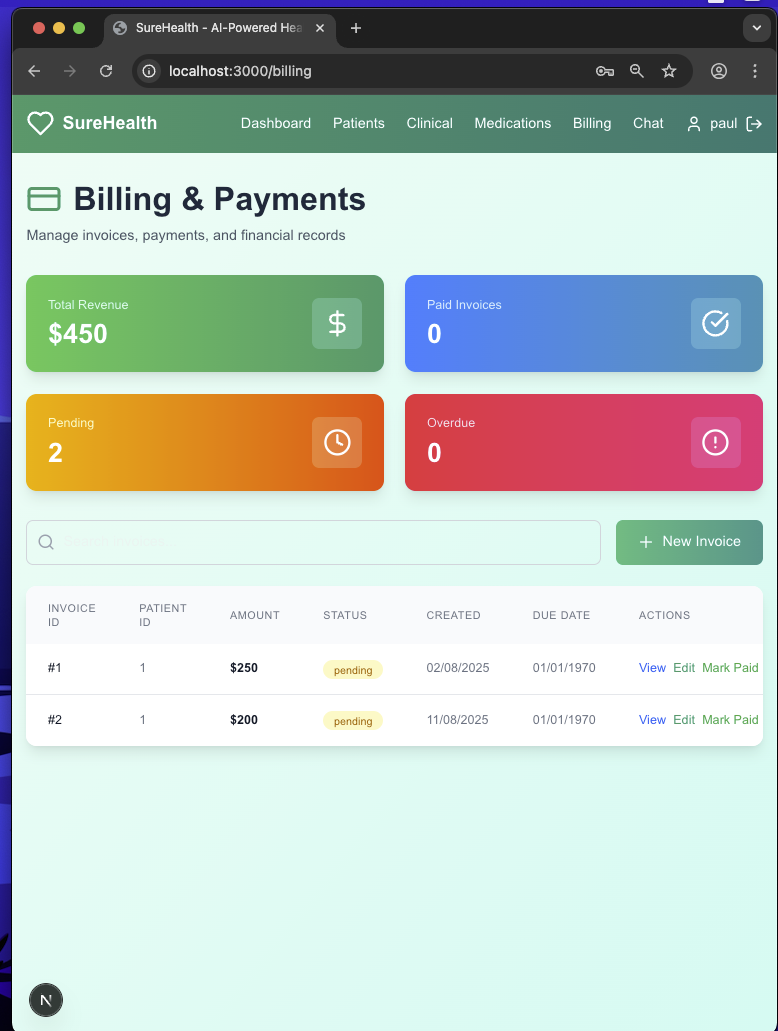 SureHealth - AI-Powered Hea
localhost:3000/billing
SureHealth Dashboard Patients Clinical Medications Billing Chat paul
Billing & Payments
Manage invoices, payments, and financial records
Total Revenue
$450
Paid Invoices
0
Pending
2
Overdue
0
New Invoice
INVOICE ID PATIENT ID AMOUNT STATUS CREATED DUE DATE ACTIONS
#1 1 $250 pending 02/08/2025 01/01/1970 View Edit Mark Paid
#2 1 $200 pending 11/08/2025 01/01/1970 View Edit Mark Paid
N